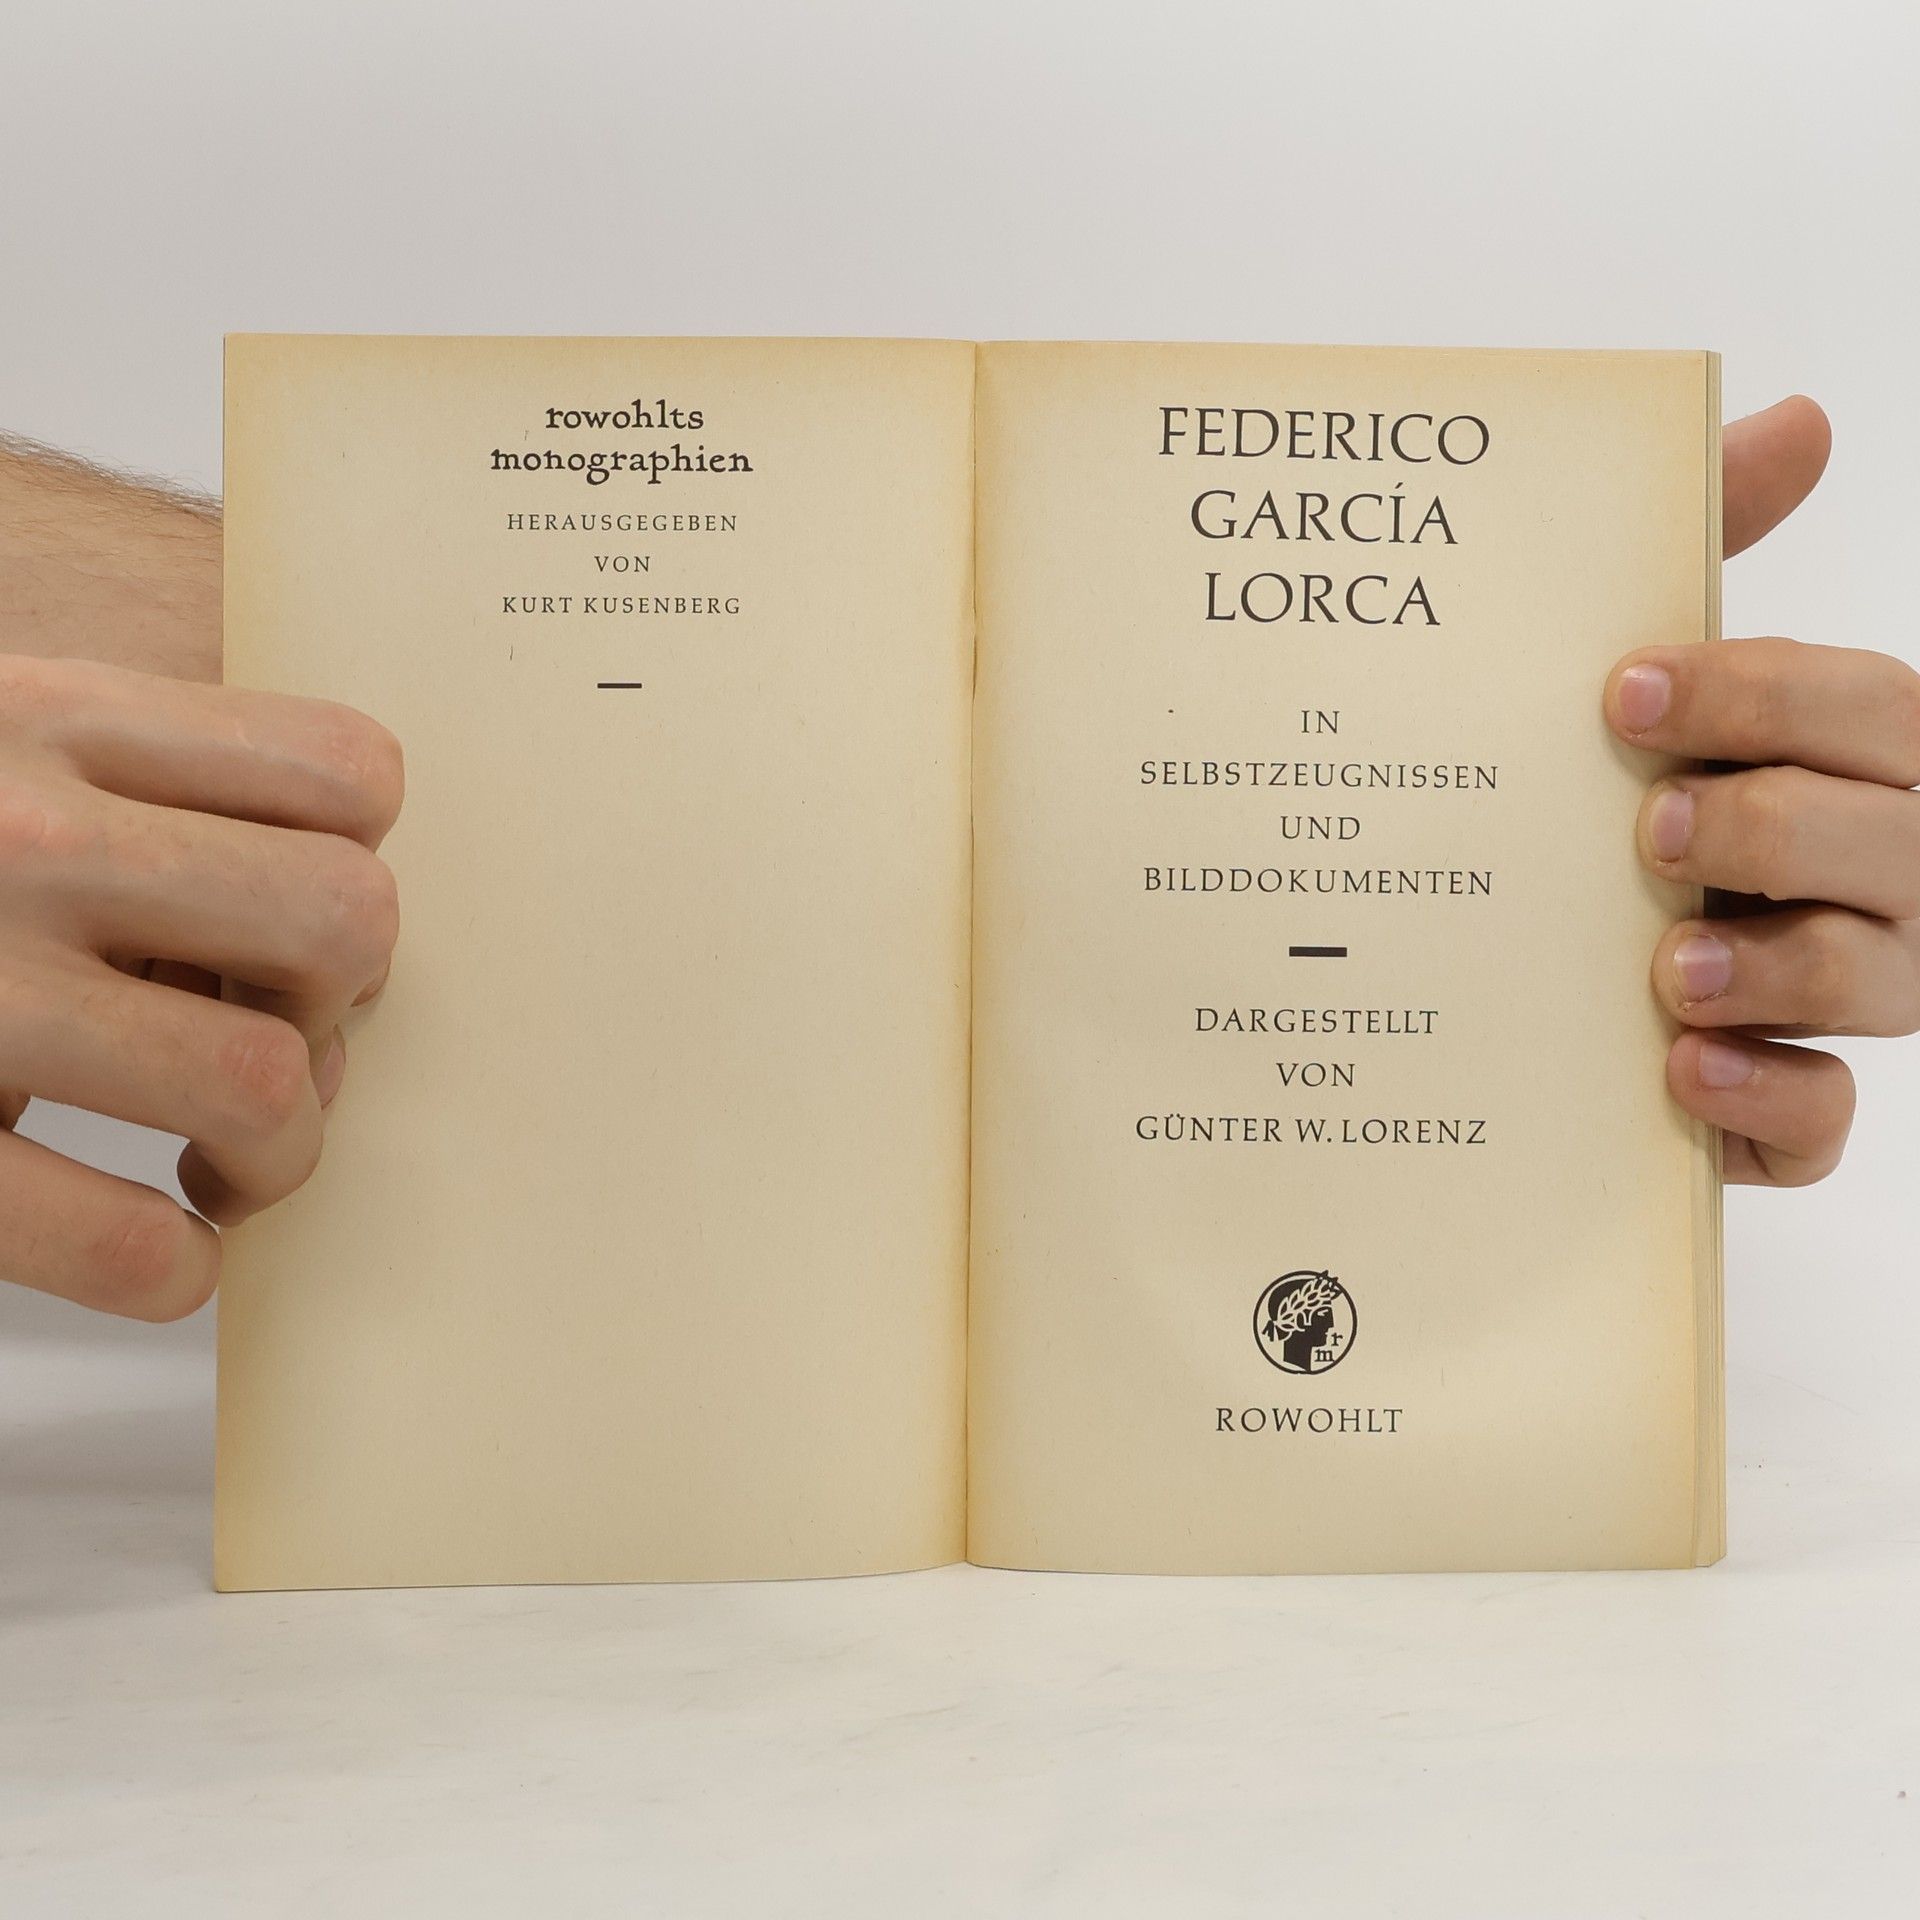 rowohlts
monographien
HERAUSGEGEBEN
VON
KURT KUSENBERG
FEDERICO
GARCÍA
LORCA
IN
SELBSTZEUGNISSEN
UND
BILDDOKUMENTEN
DARGESTELLT
VON
GÜNTER W. LORENZ
r
m
ROWOHLT